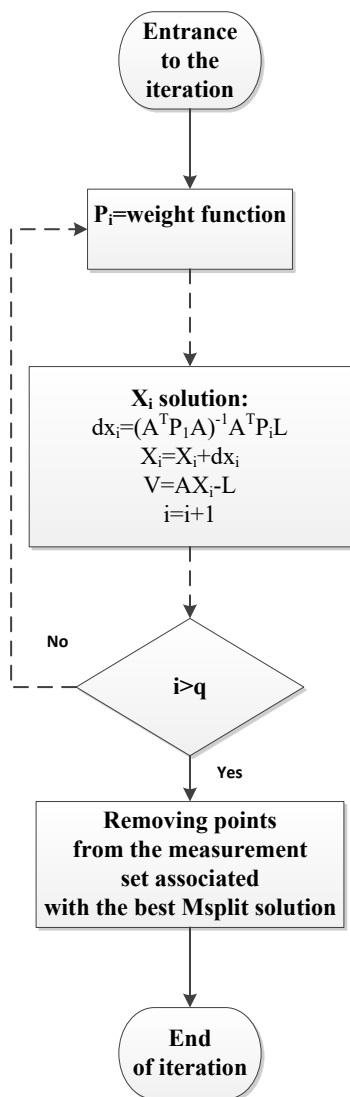 Entrance
to the
iteration
Pᵢ=weight function
Xᵢ solution:
dxᵢ=(AᵀP₁A)⁻¹AᵀPᵢL
Xᵢ=Xᵢ+dxᵢ
V=AXᵢ-L
i=i+1
No
i>q
Yes
Removing points
from the measurement
set associated
with the best Msplit solution
End
of iteration